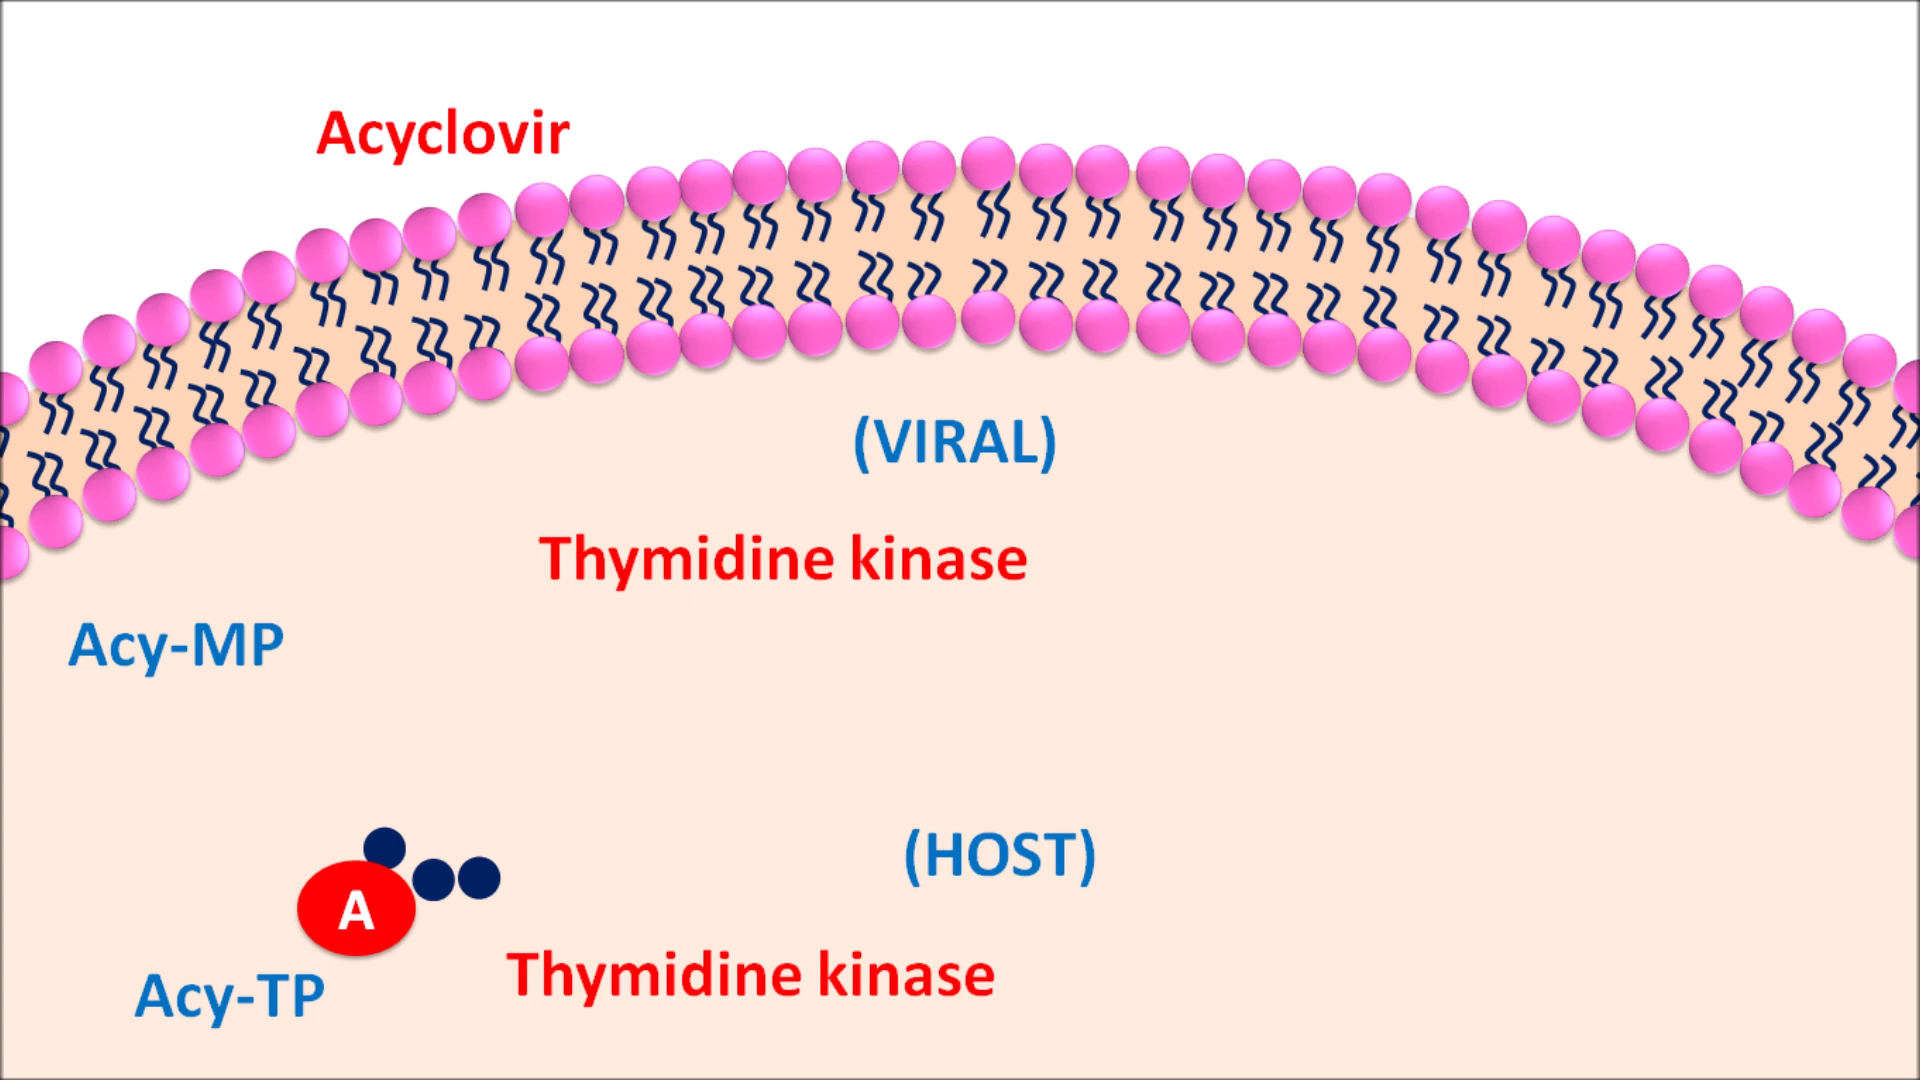 Acyclovir
(VIRAL)
Thymidine kinase
Acy-MP
(HOST)
A
Thymidine kinase
Acy-TP